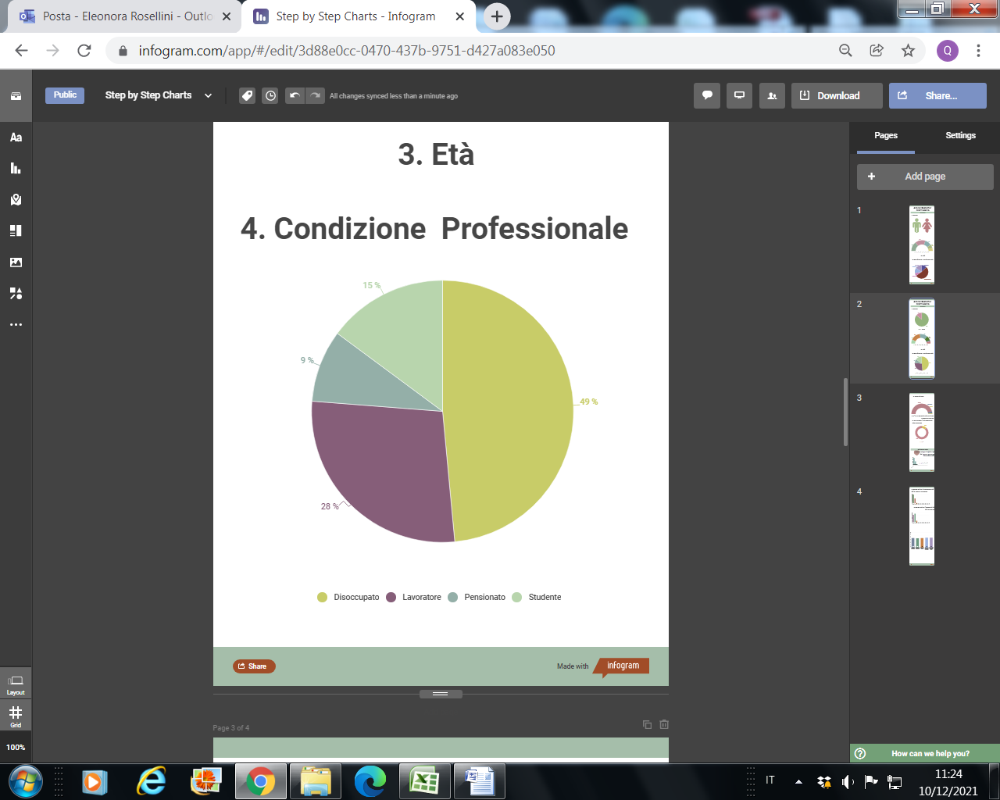 Posta - Eleonora Rosellini - Outlo
Step by Step Charts - Infogram
infogram.com/app/#/edit/3d88e0cc-0470-437b-9751-d427a083e050
Q
Public
Step by Step Charts
All changes synced less than a minute ago
Download
Share...
Aa
Pages
Settings
Add page
1
2
3
4
3. Età
4. Condizione Professionale
15 %
9 %
49 %
28 %
Disoccupato
Lavoratore
Pensionato
Studente
Share
Made with
infogram
Page 3 of 4
Layout
Grid
100%
How can we help you?
IT
11:24
10/12/2021